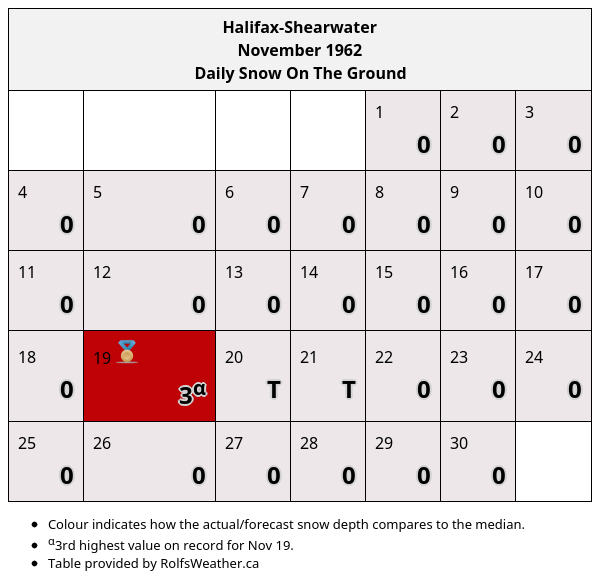 Halifax-Shearwater
November 1962
Daily Snow On The Ground
1 2 3
0 0 0
4 5 6 7 8 9 10
0 0 0 0 0 0 0
11 12 13 14 15 16 17
0 0 0 0 0 0 0
18 19 20 21 22 23 24
0 3α T T 0 0 0
25 26 27 28 29 30
0 0 0 0 0 0
Colour indicates how the actual/forecast snow depth compares to the median.
α3rd highest value on record for Nov 19.
Table provided by RolfsWeather.ca